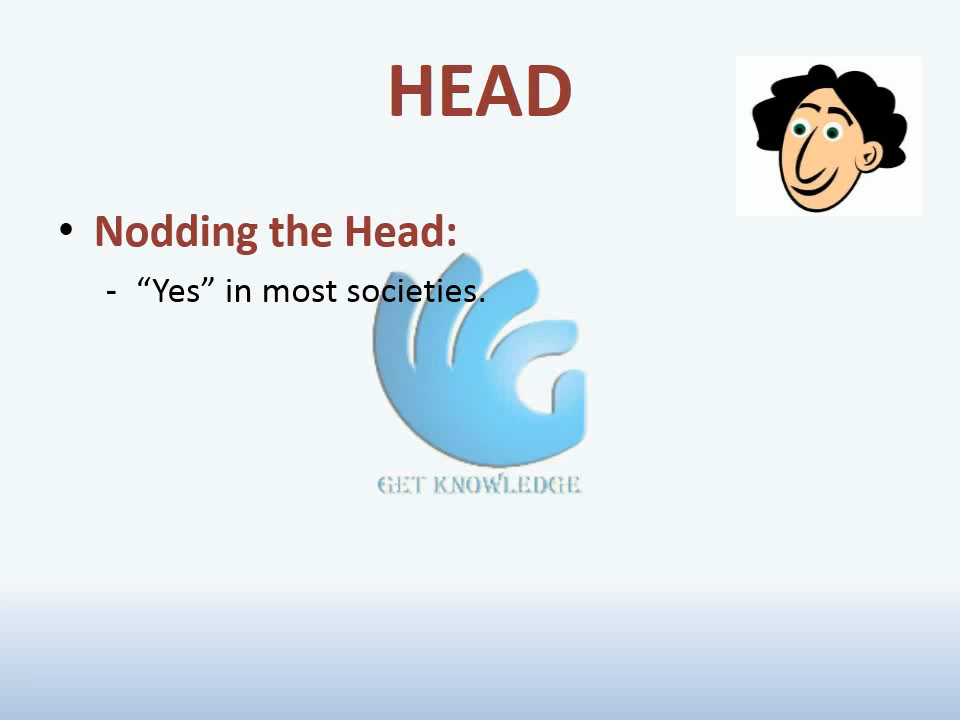 HEAD
• Nodding the Head:
- “Yes” in most societies.
GET KNOWLEDGE